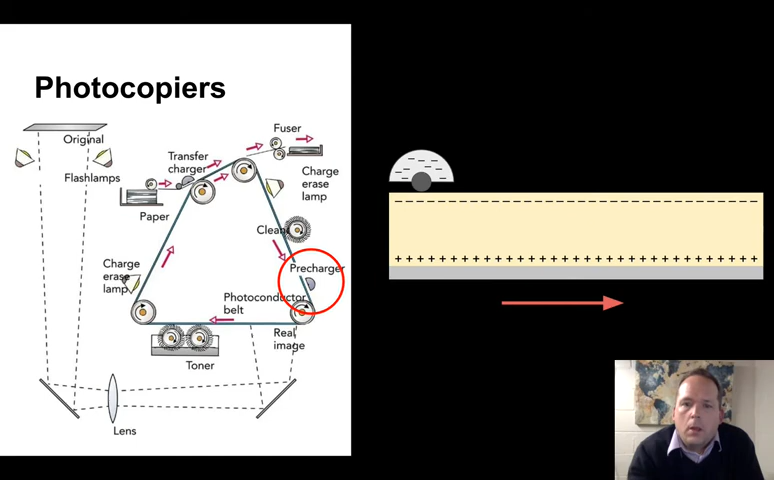 Photocopiers
Original
Flashlamps
Fuser
Transfer
charger
Charge
erase
lamp
Paper
Clean
Precharger
Charge
erase
lamp
Photoconductor
belt
Real
image
Toner
Lens